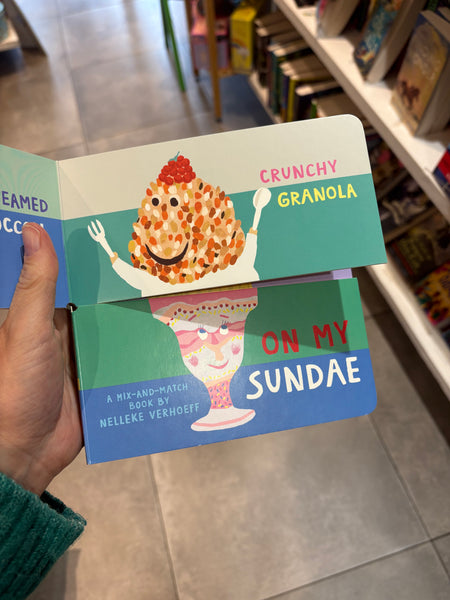 EAMED
CRUNCHY
GRANOLA
ON MY
SUNDAE
A MIX-AND-MATCH
BOOK BY
NELLEKE VERHOEFF